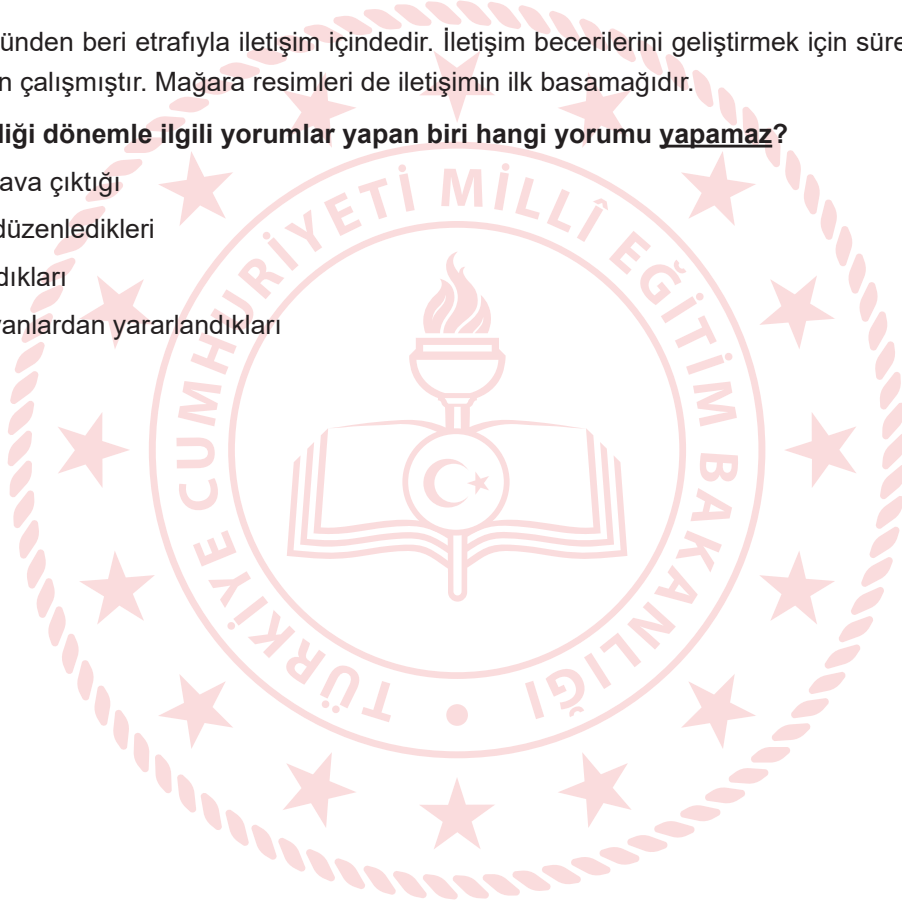 ünden beri etrafıyla iletişim içindedir. İletişim becerilerini geliştirmek için süre
n çalışmıştır. Mağara resimleri de iletişimin ilk basamağıdır.
liği dönemle ilgili yorumlar yapan biri hangi yorumu yapamaz?
ava çıktığı
düzenledikleri
dıkları
vanlardan yararlandıkları
TÜRKİYE CUMHURİYETİ MİLLÎ EĞİTİM BAKANLIĞI